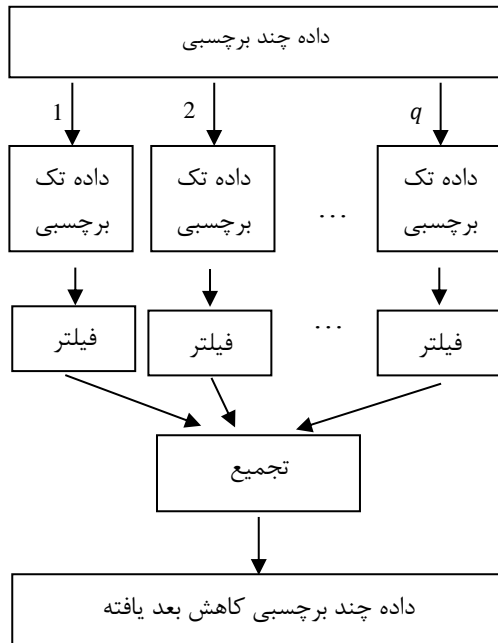 داده چند برچسبی
1
2
q
داده تک
برچسبی
داده تک
برچسبی
...
داده تک
برچسبی
فیلتر
فیلتر
...
فیلتر
تجمیع
داده چند برچسبی کاهش بعد یافته